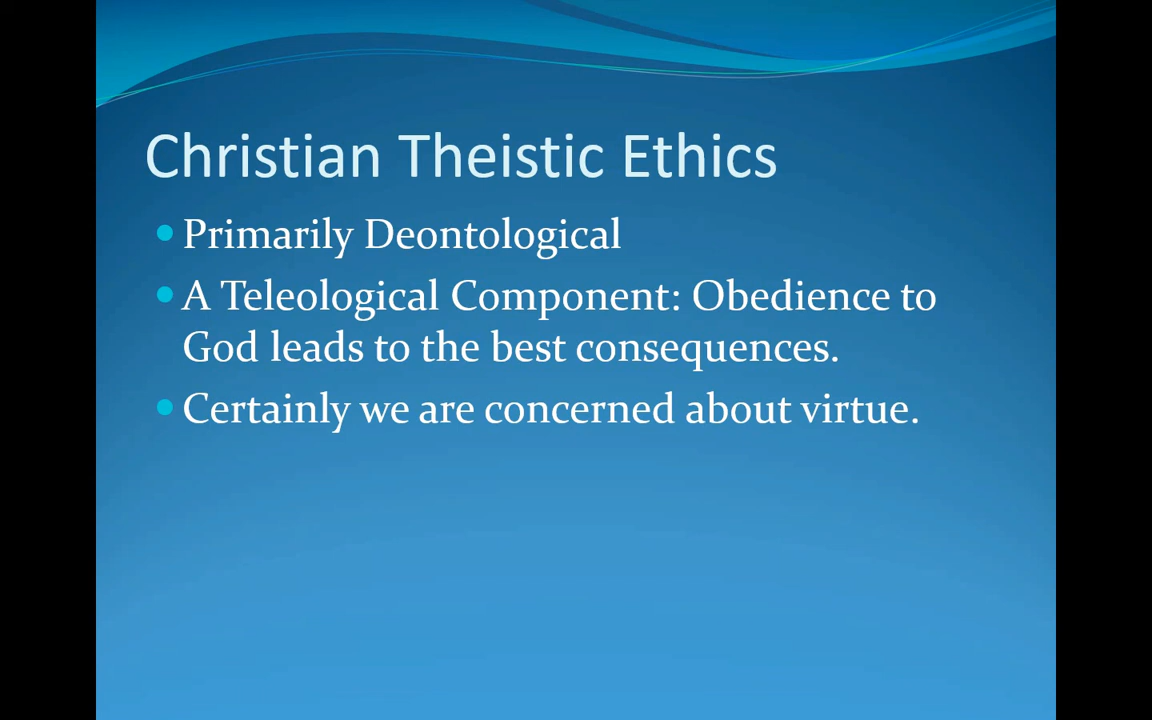 Christian Theistic Ethics
Primarily Deontological
A Teleological Component: Obedience to
God leads to the best consequences.
Certainly we are concerned about virtue.